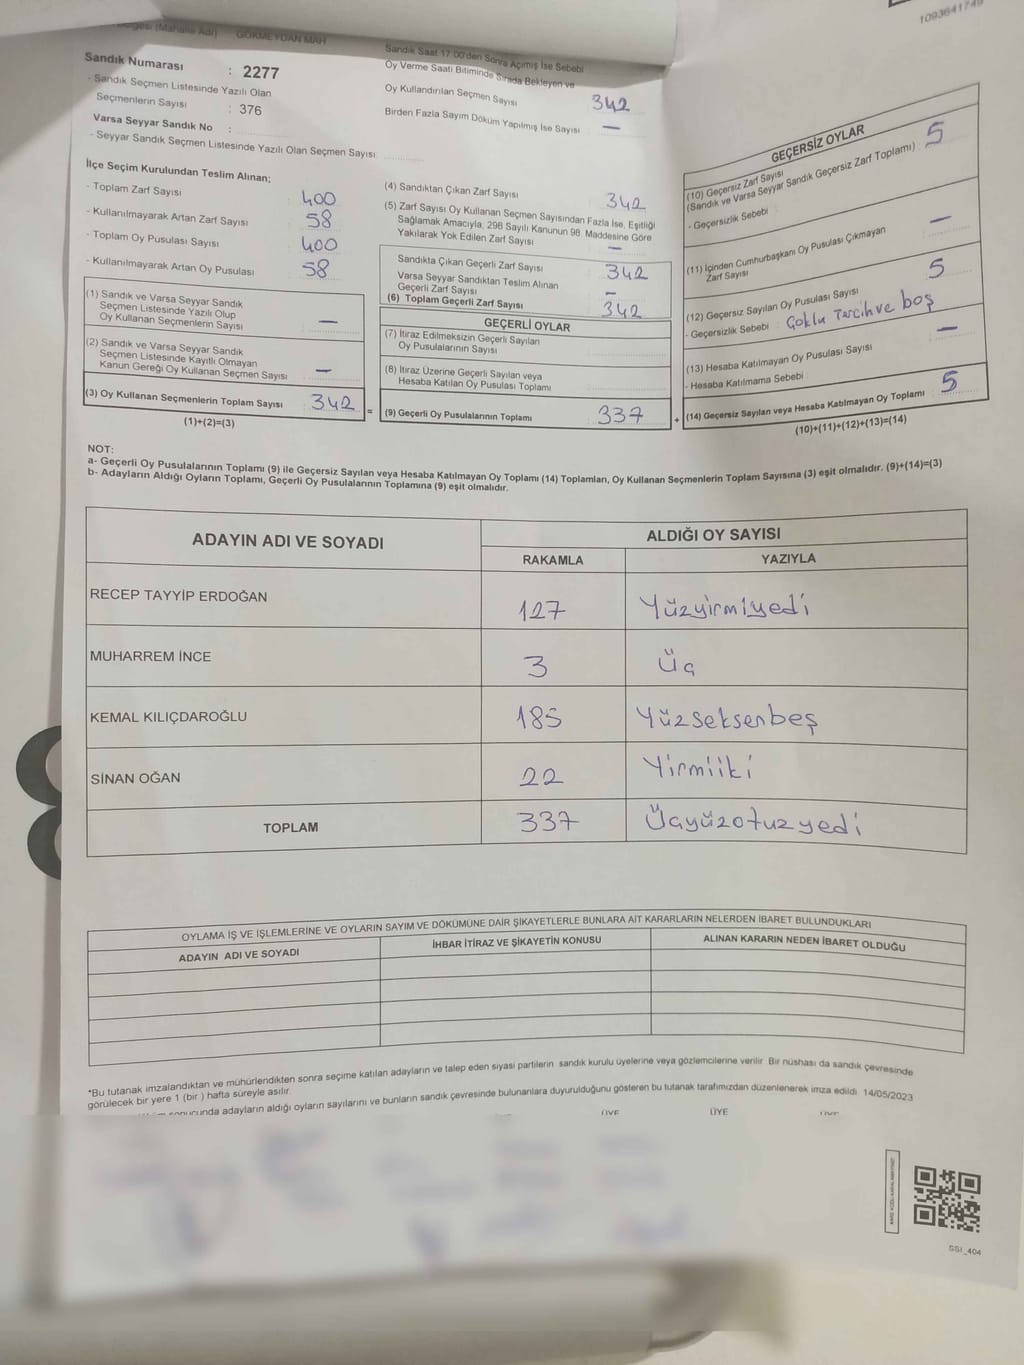 1093641749
GÖKMEYDAN MAH
Sandık Numarası : 2277
- Sandık Seçmen Listesinde Yazılı Olan
Seçmenlerin Sayısı : 376
Varsa Seyyar Sandık No :
- Seyyar Sandık Seçmen Listesinde Yazılı Olan Seçmen Sayısı
İlçe Seçim Kurulundan Teslim Alınan;
- Toplam Zarf Sayısı 400
- Kullanılmayarak Artan Zarf Sayısı 58
- Toplam Oy Pusulası Sayısı 400
- Kullanılmayarak Artan Oy Pusulası 58
(1) Sandık ve Varsa Seyyar Sandık
Seçmen Listesinde Yazılı Olup
Oy Kullanan Seçmenlerin Sayısı —
(2) Sandık ve Varsa Seyyar Sandık
Seçmen Listesinde Kayıtlı Olmayan
Kanun Gereği Oy Kullanan Seçmen Sayısı —
(3) Oy Kullanan Seçmenlerin Toplam Sayısı 342 =
(1)+(2)=(3)
Sandık Saat 17:00'den Sonra Açımış İse Sebebi
Oy Verme Saati Bitiminde Sırada Bekleyen ve
Oy Kullandırılan Seçmen Sayısı 342
Birden Fazla Sayım Döküm Yapılmış İse Sayısı —
(4) Sandıktan Çıkan Zarf Sayısı 342
(5) Zarf Sayısı Oy Kullanan Seçmen Sayısından Fazla İse, Eşitliği
Sağlamak Amacıyla, 298 Sayılı Kanunun 98. Maddesine Göre
Yakılarak Yok Edilen Zarf Sayısı —
Sandıkta Çıkan Geçerli Zarf Sayısı 342
Varsa Seyyar Sandıktan Teslim Alınan
Geçerli Zarf Sayısı —
(6) Toplam Geçerli Zarf Sayısı 342
GEÇERLİ OYLAR
(7) İtiraz Edilmeksizin Geçerli Sayılan
Oy Pusulalarının Sayısı
(8) İtiraz Üzerine Geçerli Sayılan veya
Hesaba Katılan Oy Pusulası Toplamı
(9) Geçerli Oy Pusulalarının Toplamı 337 +
GEÇERSİZ OYLAR
(10) Geçersiz Zarf Sayısı
(Sandık ve Varsa Seyyar Sandık Geçersiz Zarf Toplamı) 5
- Geçersizlik Sebebi :
(11) İçinden Cumhurbaşkanı Oy Pusulası Çıkmayan
Zarf Sayısı —
(12) Geçersiz Sayılan Oy Pusulası Sayısı 5
- Geçersizlik Sebebi : Çoklu Tercih ve boş
(13) Hesaba Katılmayan Oy Pusulası Sayısı —
- Hesaba Katılmama Sebebi :
(14) Geçersiz Sayılan veya Hesaba Katılmayan Oy Toplamı 5
(10)+(11)+(12)+(13)=(14)
NOT:
a- Geçerli Oy Pusulalarının Toplamı (9) ile Geçersiz Sayılan veya Hesaba Katılmayan Oy Toplamı (14) Toplamları, Oy Kullanan Seçmenlerin Toplam Sayısına (3) eşit olmalıdır. (9)+(14)=(3)
b- Adayların Aldığı Oyların Toplamı, Geçerli Oy Pusulalarının Toplamına (9) eşit olmalıdır.
ADAYIN ADI VE SOYADI
ALDIĞI OY SAYISI
RAKAMLA YAZIYLA
RECEP TAYYİP ERDOĞAN 127 Yüzyirmiyedi
MUHARREM İNCE 3 Üç
KEMAL KILIÇDAROĞLU 185 Yüzseksenbeş
SİNAN OĞAN 22 Yirmiiki
TOPLAM 337 Üçyüzotuzyedi
OYLAMA İŞ VE İŞLEMLERİNE VE OYLARIN SAYIM VE DÖKÜMÜNE DAİR ŞİKAYETLERLE BUNLARA AİT KARARLARIN NELERDEN İBARET BULUNDUKLARI
ADAYIN ADI VE SOYADI İHBAR İTİRAZ VE ŞİKAYETİN KONUSU ALINAN KARARIN NEDEN İBARET OLDUĞU
*Bu tutanak imzalandıktan ve mühürlendikten sonra seçime katılan adayların ve talep eden siyasi partilerin sandık kurulu üyelerine veya gözlemcilerine verilir. Bir nüshası da sandık çevresinde
görülecek bir yere 1 (bir ) hafta süreyle asılır.
sonucunda adayların aldığı oyların sayılarını ve bunların sandık çevresinde bulunanlara duyurulduğunu gösteren bu tutanak tarafımızdan düzenlenerek imza edildi 14/05/2023
ÜYE ÜYE ÜYE
SSI_404